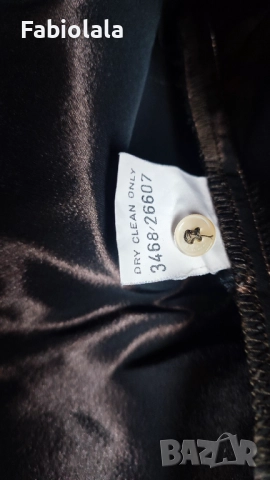 Fabiolala
DRY CLEAN ONLY
3468/26607
BAZAR